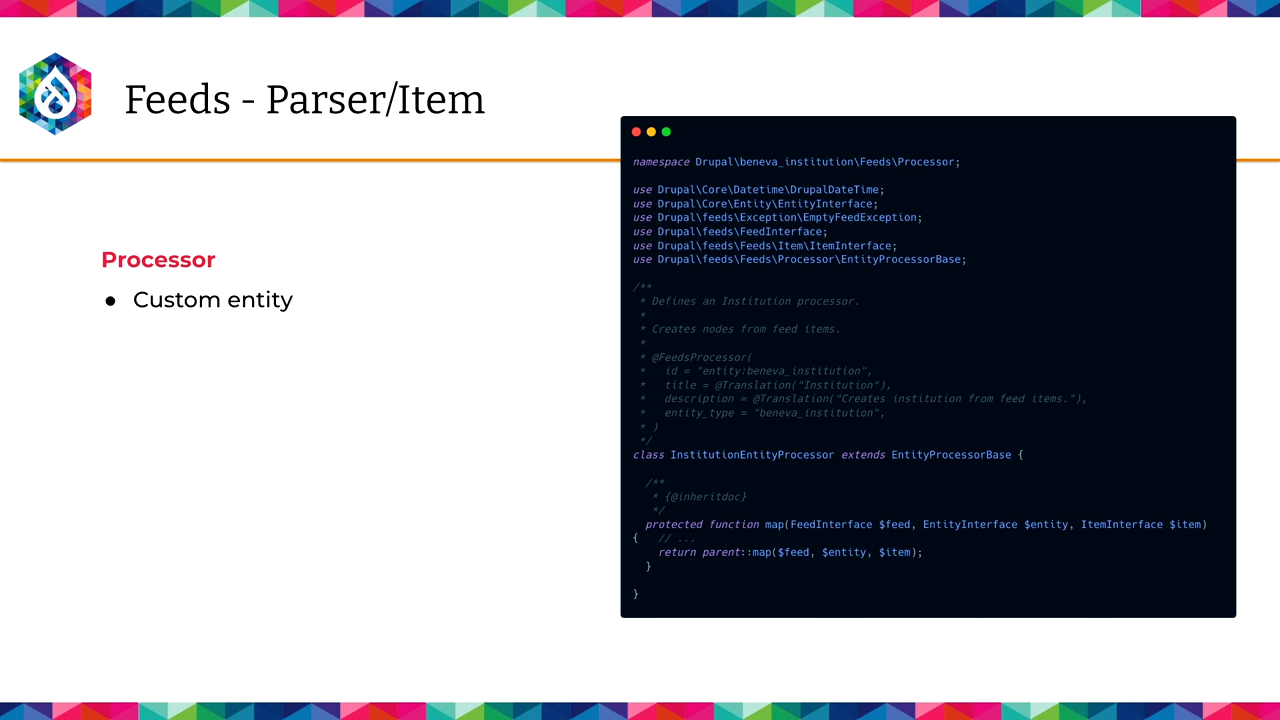 Feeds - Parser/Item
Processor
● Custom entity
namespace Drupal\beneva_institution\Feeds\Processor;
use Drupal\Core\Datetime\DrupalDateTime;
use Drupal\Core\Entity\EntityInterface;
use Drupal\feeds\Exception\EmptyFeedException;
use Drupal\feeds\FeedInterface;
use Drupal\feeds\Feeds\Item\ItemInterface;
use Drupal\feeds\Feeds\Processor\EntityProcessorBase;
/**
 * Defines an Institution processor.
 *
 * Creates nodes from feed items.
 *
 * @FeedsProcessor(
 *   id = "entity:beneva_institution",
 *   title = @Translation("Institution"),
 *   description = @Translation("Creates institution from feed items."),
 *   entity_type = "beneva_institution",
 * )
 */
class InstitutionEntityProcessor extends EntityProcessorBase {
  /**
   * {@inheritdoc}
   */
  protected function map(FeedInterface $feed, EntityInterface $entity, ItemInterface $item)
{   // ...
    return parent::map($feed, $entity, $item);
  }
}